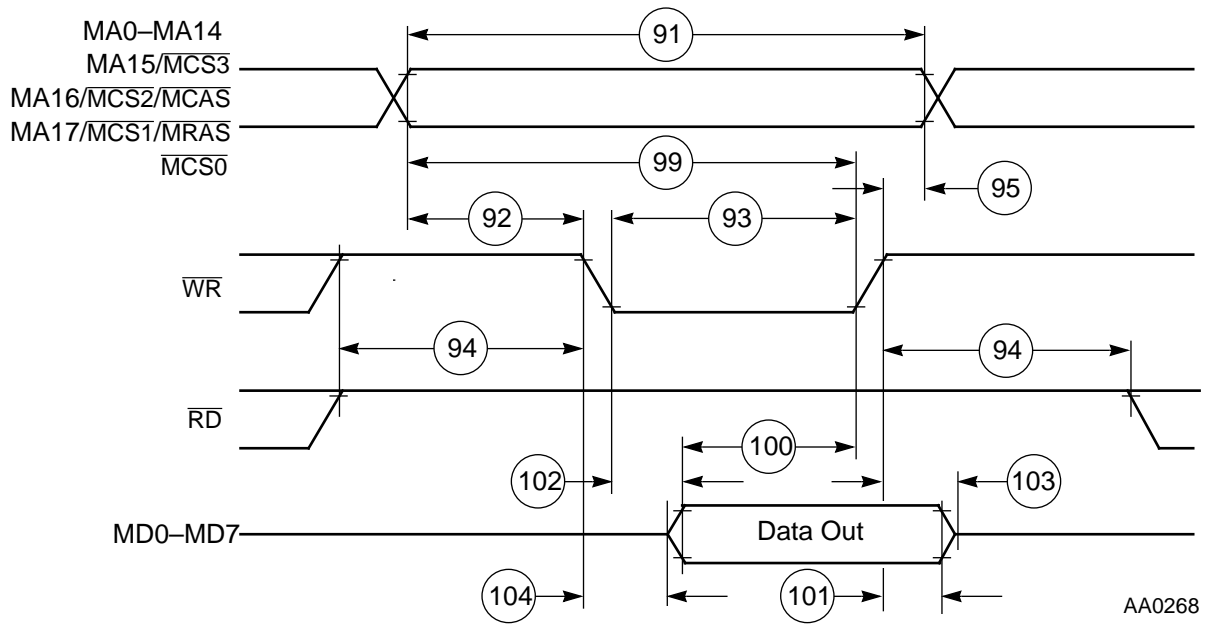 MA0–MA14
91
MA15/MCS3
MA16/MCS2/MCAS
MA17/MCS1/MRAS
MCS0
99
95
92
93
WR
94
94
RD
100
102
103
MD0–MD7
Data Out
104
101
AA0268